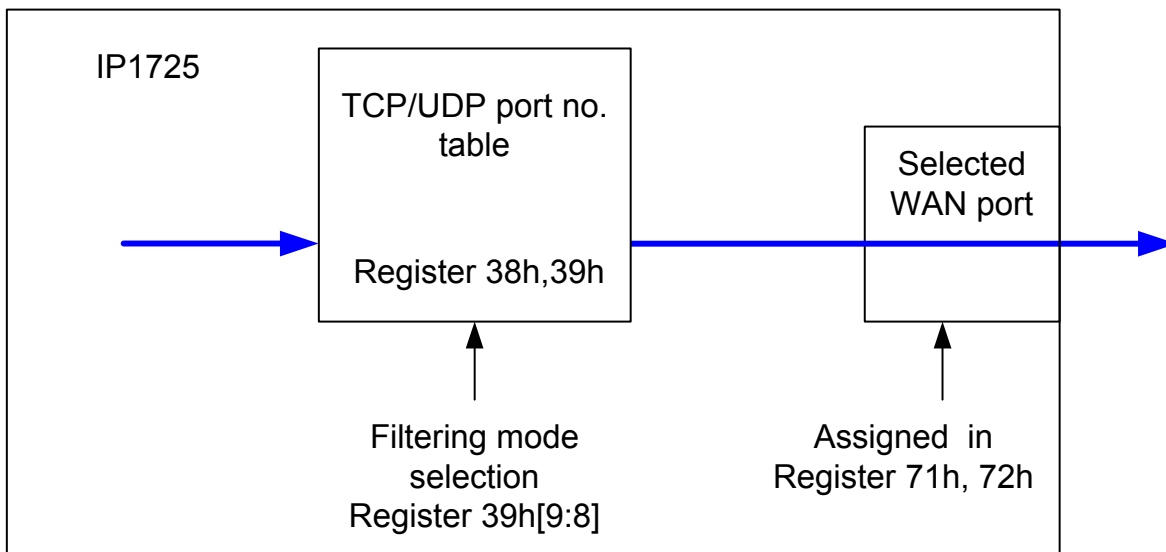 IP1725
TCP/UDP port no.
table
Register 38h,39h
Selected
WAN port
Filtering mode
selection
Register 39h[9:8]
Assigned in
Register 71h, 72h